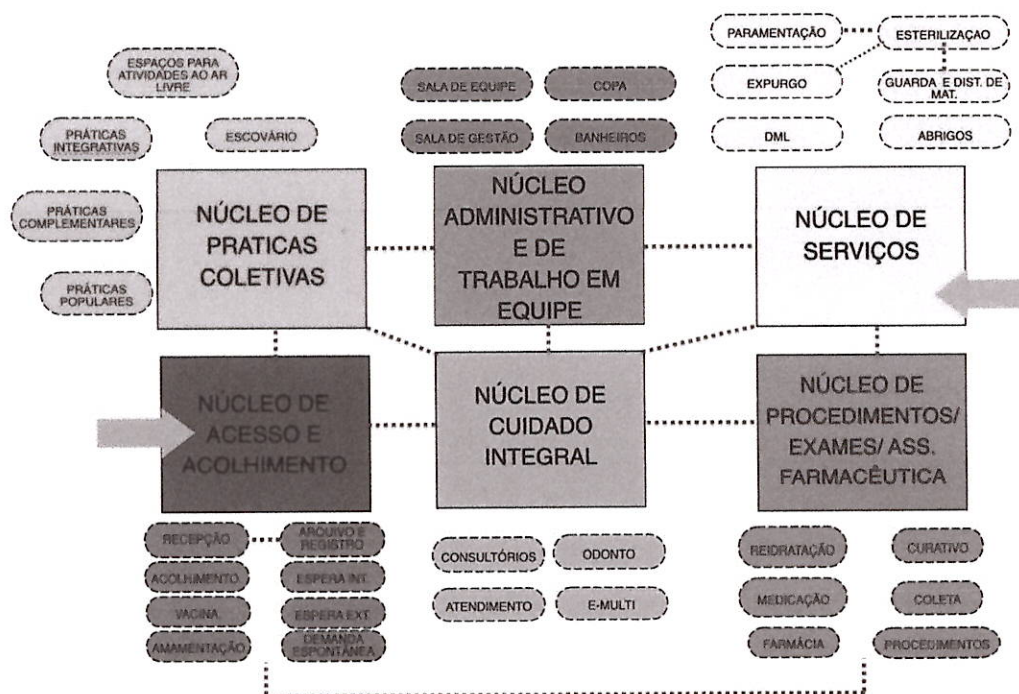 ESPAÇOS PARA
ATIVIDADES AO AR
LIVRE
PRÁTICAS
INTEGRATIVAS
ESCOVÁRIO
PRÁTICAS
COMPLEMENTARES
PRÁTICAS
POPULARES
SALA DE EQUIPE
COPA
SALA DE GESTÃO
BANHEIROS
PARAMENTAÇÃO
ESTERILIZAÇAO
EXPURGO
GUARDA E DIST. DE
MAT.
DML
ABRIGOS
NÚCLEO DE
PRATICAS
COLETIVAS
NÚCLEO
ADMINISTRATIVO
E DE
TRABALHO EM
EQUIPE
NÚCLEO DE
SERVIÇOS
NÚCLEO DE
ACESSO E
ACOLHIMENTO
NÚCLEO DE
CUIDADO
INTEGRAL
NÚCLEO DE
PROCEDIMENTOS/
EXAMES/ ASS.
FARMACÊUTICA
RECEPÇÃO
ARQUIVO E
REGISTRO
ACOLHIMENTO
ESPERA INT.
VACINA
ESPERA EXT.
AMAMENTAÇÃO
DEMANDA
ESPONTÂNEA
CONSULTÓRIOS
ODONTO
ATENDIMENTO
E-MULTI
REIDRATAÇÃO
CURATIVO
MEDICAÇÃO
COLETA
FARMÁCIA
PROCEDIMENTOS